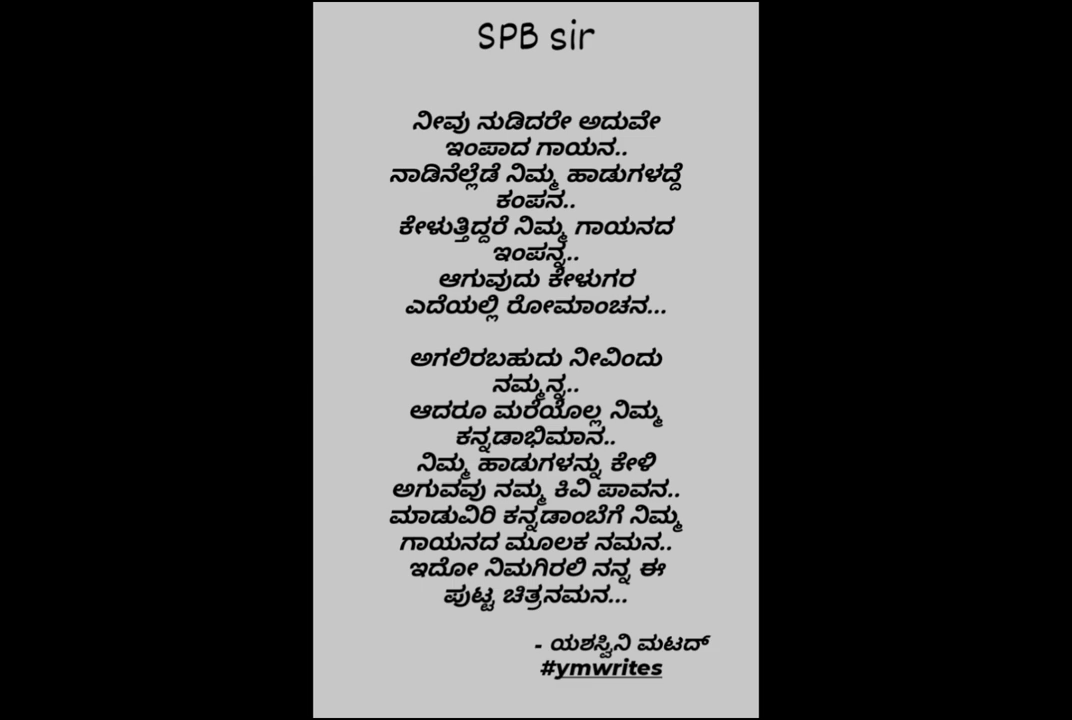 SPB sir
ನೀವು ನುಡಿದರೇ ಅದುವೇ
ಇಂಪಾದ ಗಾಯನ..
ನಾಡಿನೆಲ್ಲೆಡೆ ನಿಮ್ಮ ಹಾಡುಗಳದ್ದೆ
ಕಂಪನ..
ಕೇಳುತ್ತಿದ್ದರೆ ನಿಮ್ಮ ಗಾಯನದ
ಇಂಪನ್ನ..
ಆಗುವುದು ಕೇಳುಗರ
ಎದೆಯಲ್ಲಿ ರೋಮಾಂಚನ...
ಅಗಲಿರಬಹುದು ನೀವಿಂದು
ನಮ್ಮನ್ನ..
ಆದರೂ ಮರೆಯೊಲ್ಲ ನಿಮ್ಮ
ಕನ್ನಡಾಭಿಮಾನ..
ನಿಮ್ಮ ಹಾಡುಗಳನ್ನು ಕೇಳಿ
ಅಗುವವು ನಮ್ಮ ಕಿವಿ ಪಾವನ..
ಮಾಡುವಿರಿ ಕನ್ನಡಾಂಬೆಗೆ ನಿಮ್ಮ
ಗಾಯನದ ಮೂಲಕ ನಮನ..
ಇದೋ ನಿಮಗಿರಲಿ ನನ್ನ ಈ
ಪುಟ್ಟ ಚಿತ್ರನಮನ...
- ಯಶಸ್ವಿನಿ ಮಟದ್
#ymwrites